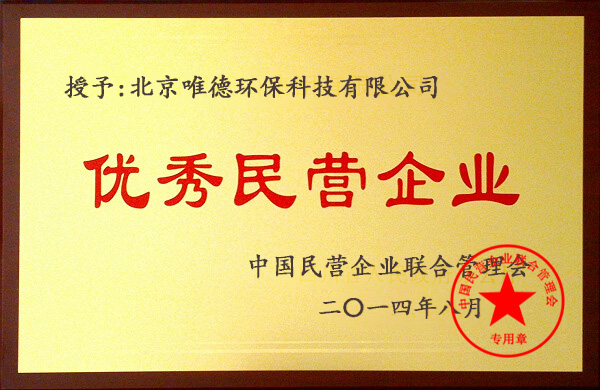 授予:北京唯德环保科技有限公司
优秀民营企业
中国民营企业联合管理会
二〇一四年八月
中国民营企业联合管理会
专用章